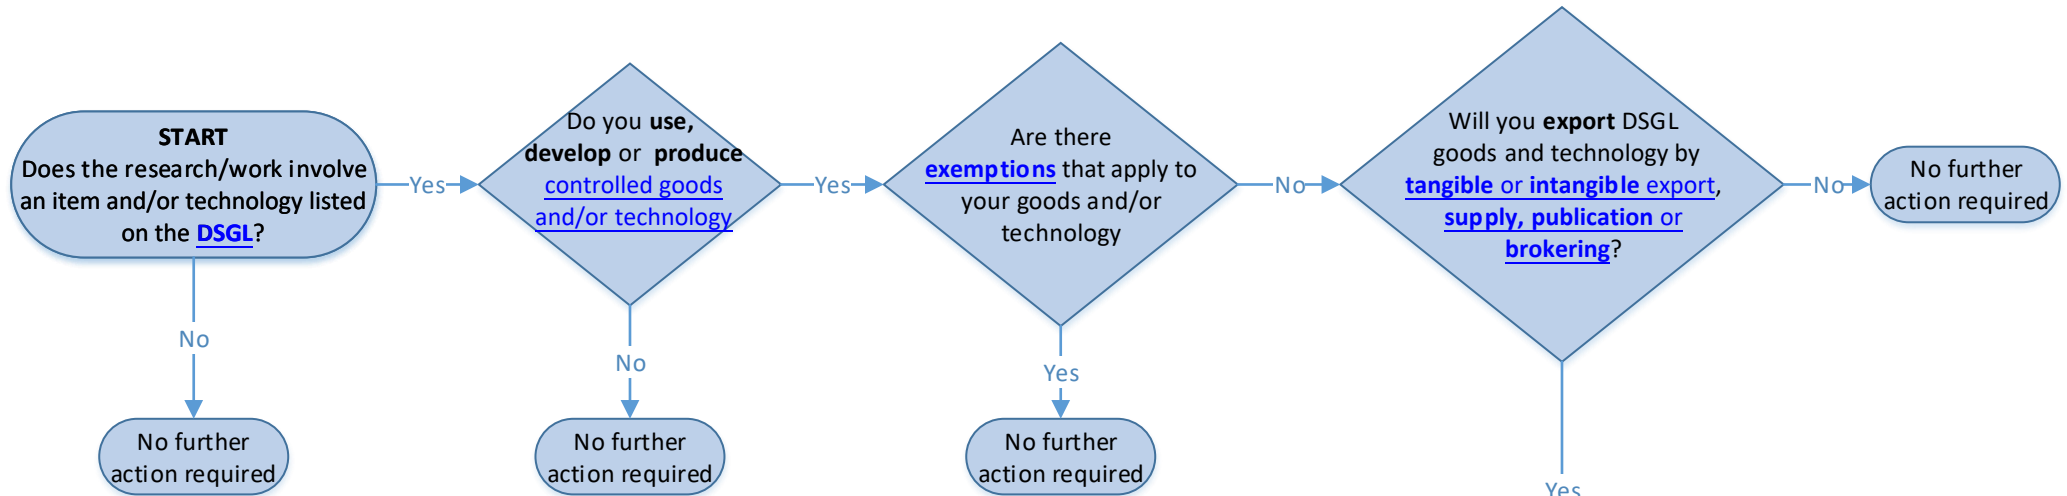 START
Does the research/work involve
an item and/or technology listed
on the DSGL?
Yes
No
No further
action required
Do you use,
develop or produce
controlled goods
and/or technology
Yes
No
No further
action required
Are there
exemptions that apply to
your goods and/or
technology
No
Yes
No further
action required
Will you export DSGL
goods and technology by
tangible or intangible export,
supply, publication or
brokering?
No
Yes
No further
action required